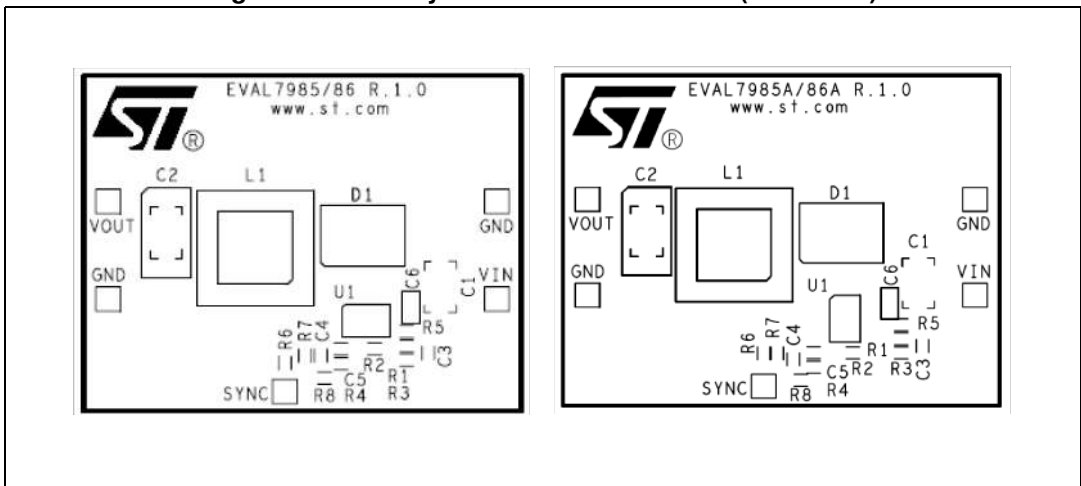 EVAL7985/86 R.1.0
www.st.com
ST®
C2
L1
D1
VOUT
GND
GND
VIN
C1
C6
U1
R5
R6
R7
C4
R2
C3
C5
R1
SYNC
R8
R4
R3
EVAL7985A/86A R.1.0
www.st.com
ST®
C2
L1
D1
VOUT
GND
C1
GND
VIN
C6
U1
R5
R6
R7
C4
R1
C3
R2
R3
C5
SYNC
R8
R4